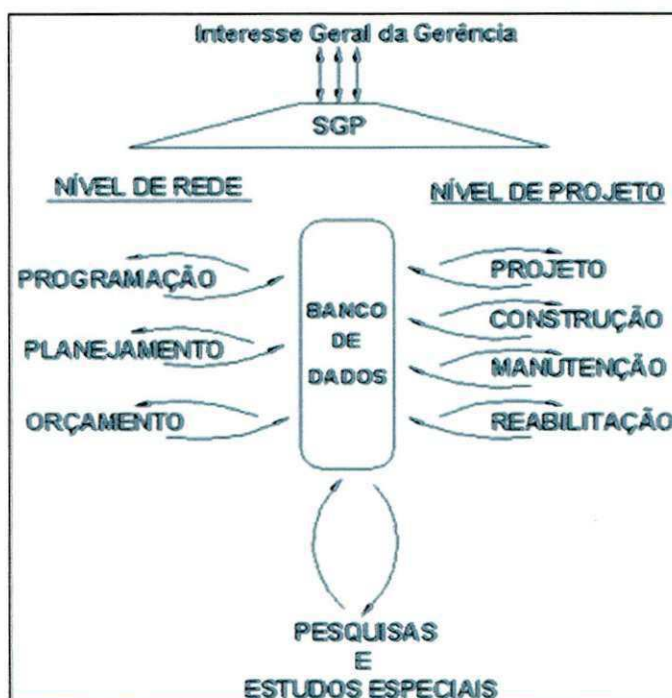 Interesse Geral da Gerência
SGP
NÍVEL DE REDE
NÍVEL DE PROJETO
PROGRAMAÇÃO
PLANEJAMENTO
ORÇAMENTO
BANCO
DE
DADOS
PROJETO
CONSTRUÇÃO
MANUTENÇÃO
REABILITAÇÃO
PESQUISAS
E
ESTUDOS ESPECIAIS